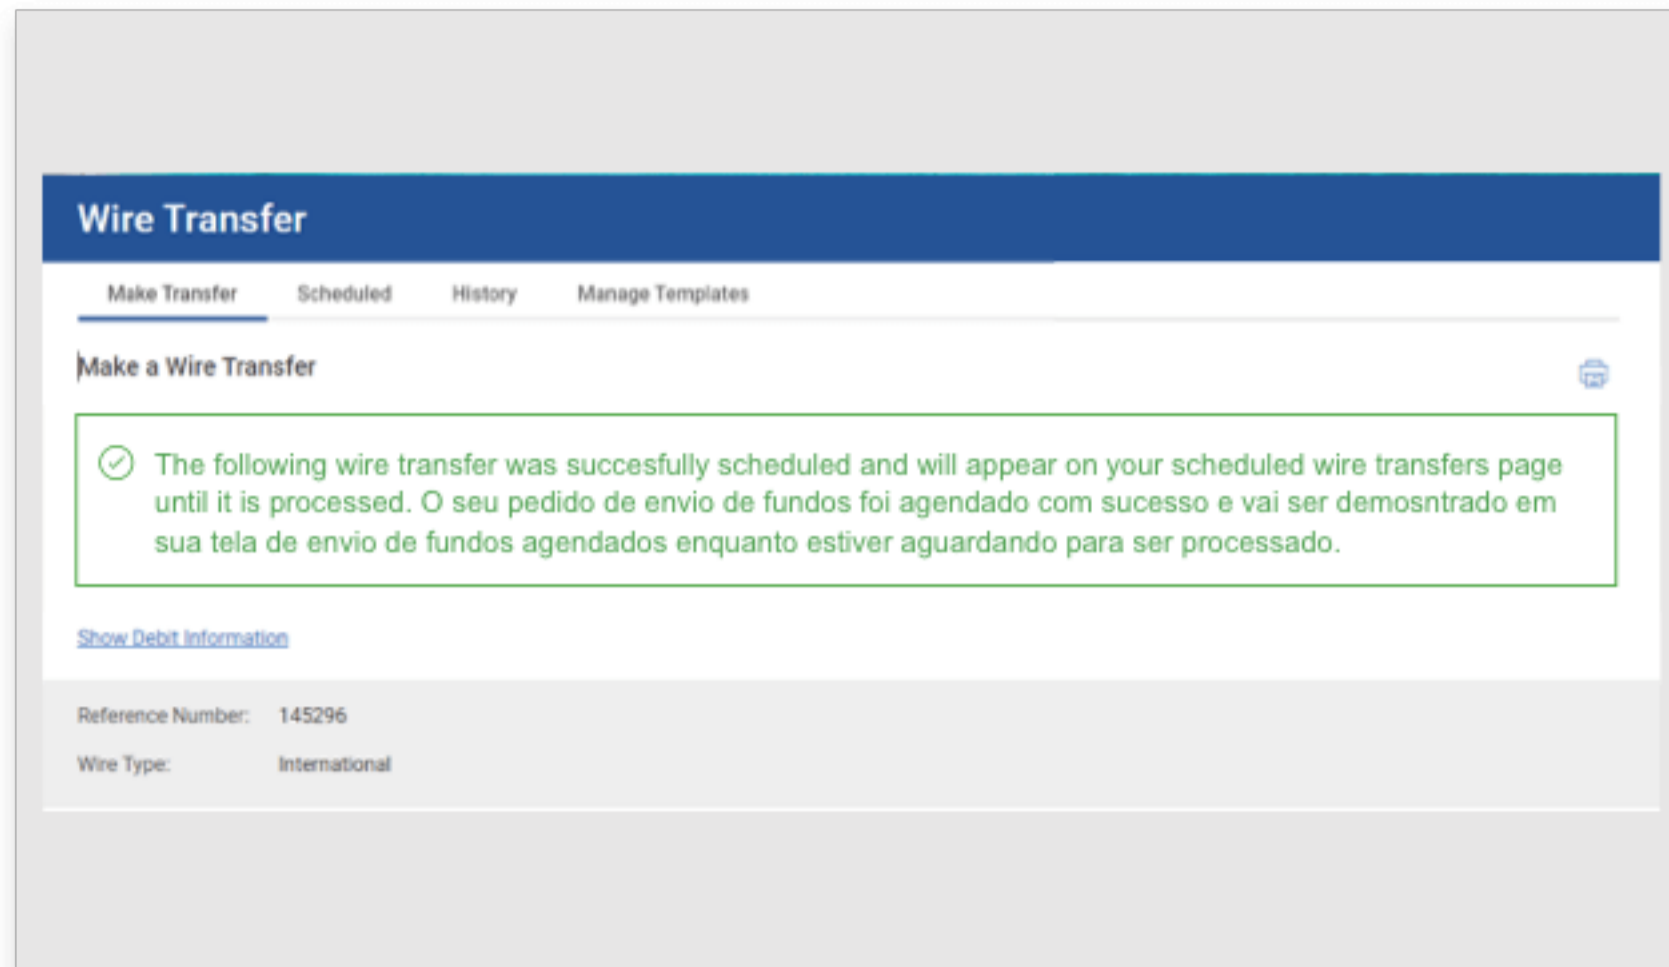 Wire Transfer
Make Transfer Scheduled History Manage Templates
Make a Wire Transfer
The following wire transfer was succesfully scheduled and will appear on your scheduled wire transfers page
until it is processed. O seu pedido de envio de fundos foi agendado com sucesso e vai ser demosntrado em
sua tela de envio de fundos agendados enquanto estiver aguardando para ser processado.
Show Debit Information
Reference Number: 145296
Wire Type: International